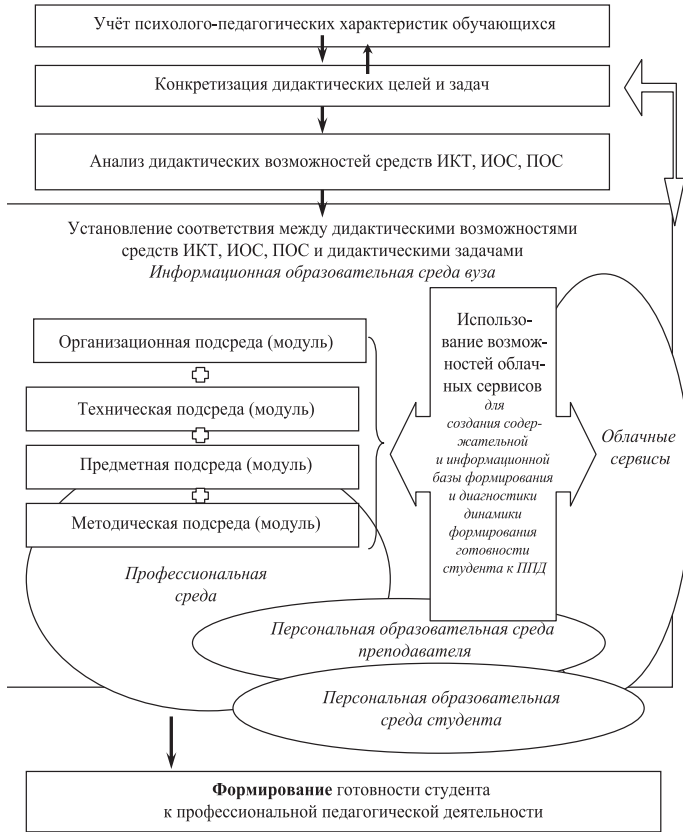 Учёт психолого-педагогических характеристик обучающихся
Конкретизация дидактических целей и задач
Анализ дидактических возможностей средств ИКТ, ИОС, ПОС
Установление соответствия между дидактическими возможностями
средств ИКТ, ИОС, ПОС и дидактическими задачами
Информационная образовательная среда вуза
Организационная подсреда (модуль)
Техническая подсреда (модуль)
Предметная подсреда (модуль)
Методическая подсреда (модуль)
Использо-
вание возмож-
ностей облач-
ных сервисов
для
создания содер-
жательной
и информационной
базы формирования
и диагностики
динамики
формирования
готовности
студента к ППД
Облачные
сервисы
Профессиональная
среда
Персональная образовательная среда
преподавателя
Персональная образовательная
среда студента
Формирование готовности студента
к профессиональной педагогической деятельности